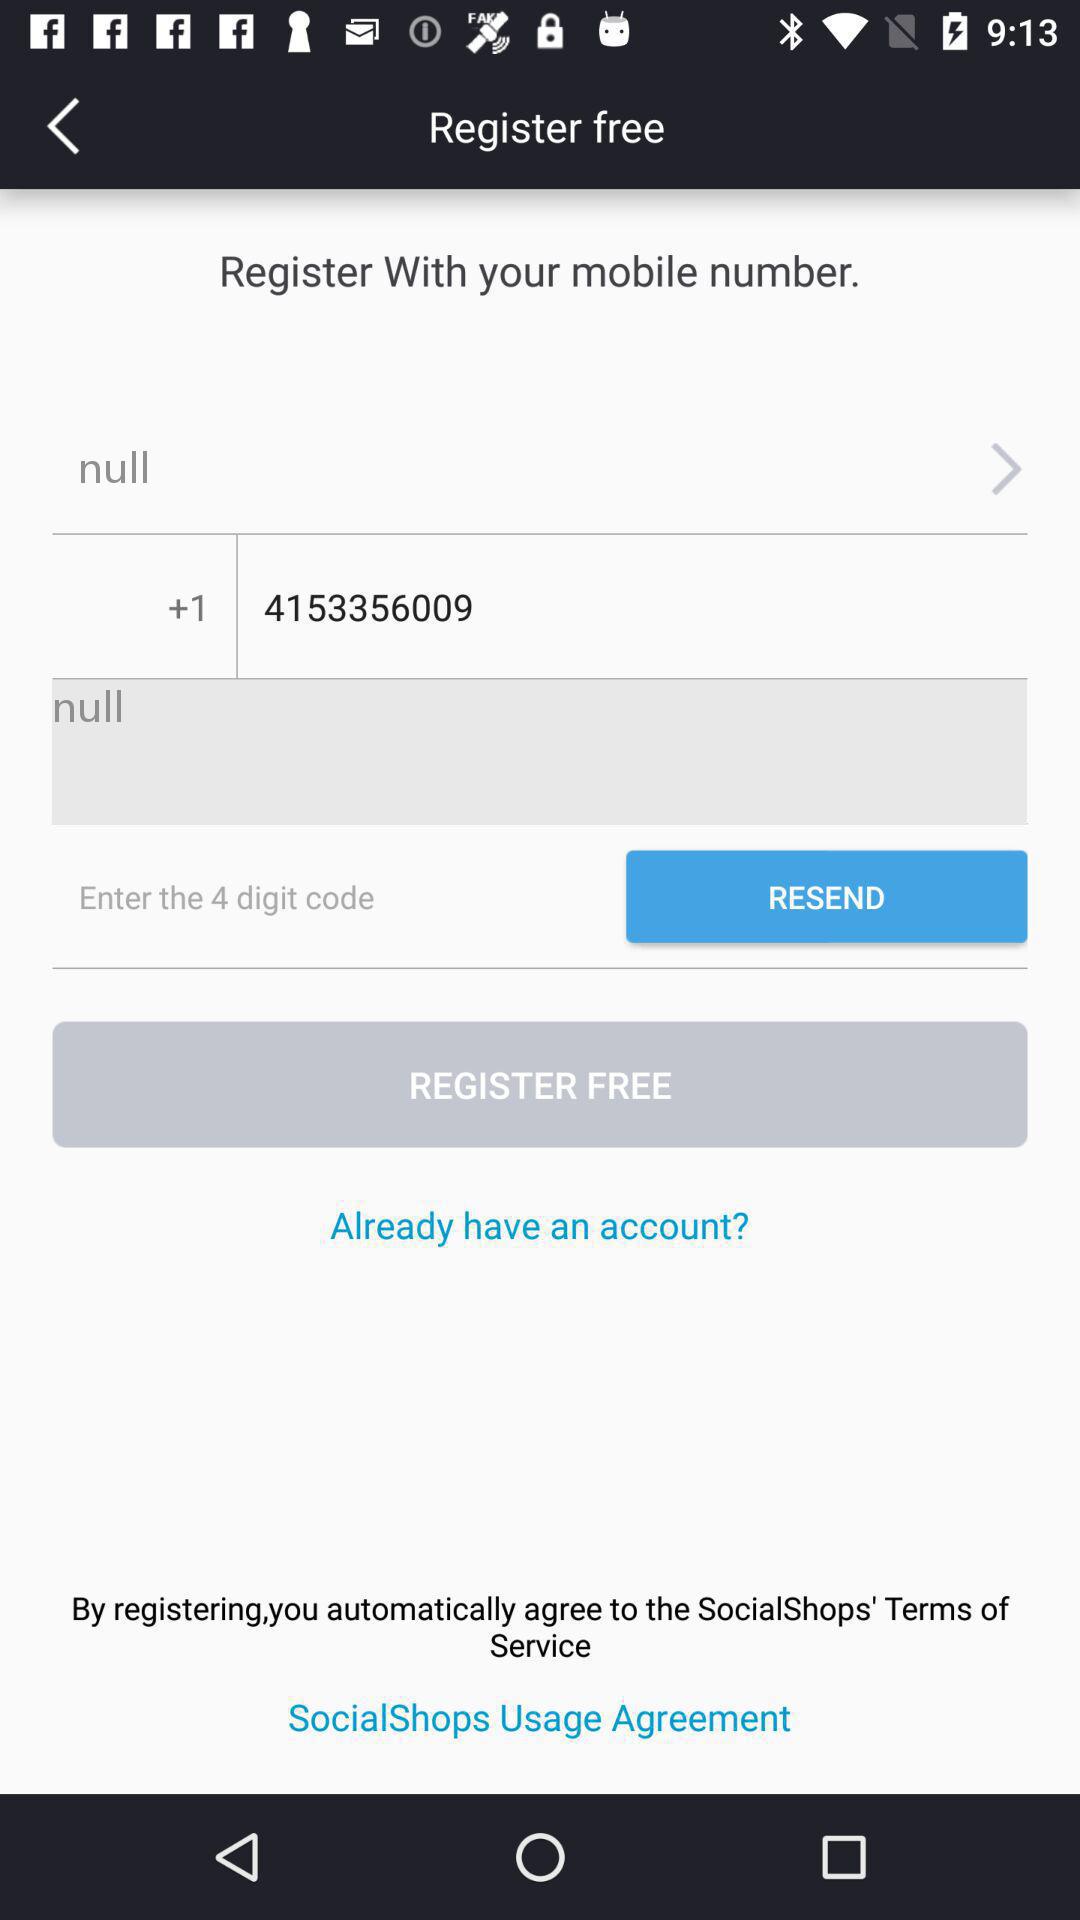 FAKE
9:13
Register free
Register With your mobile number.
null
+1
4153356009
null
Enter the 4 digit code
RESEND
REGISTER FREE
Already have an account?
By registering,you automatically agree to the SocialShops' Terms of
Service
SocialShops Usage Agreement